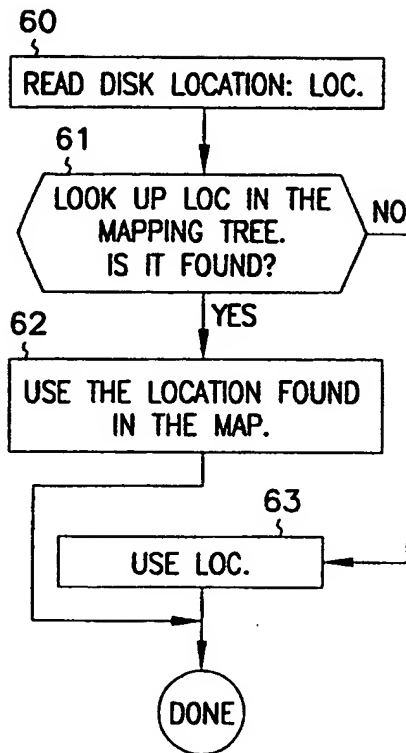 60
READ DISK LOCATION: LOC.
61
LOOK UP LOC IN THE
MAPPING TREE.
IS IT FOUND?
NO
YES
62
USE THE LOCATION FOUND
IN THE MAP.
63
USE LOC.
DONE